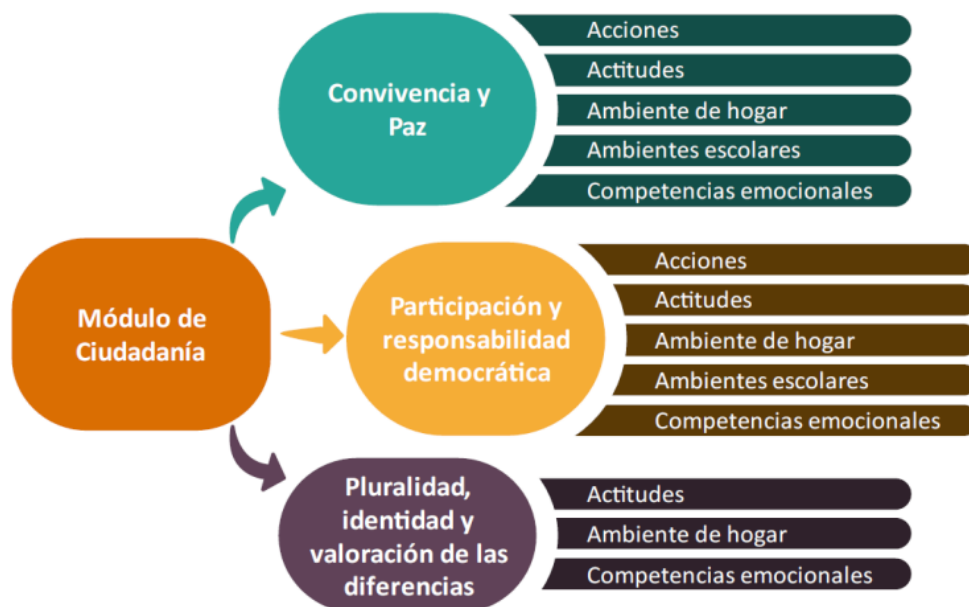 Módulo de
Ciudadanía
Convivencia y
Paz
Acciones
Actitudes
Ambiente de hogar
Ambientes escolares
Competencias emocionales
Participación y
responsabilidad
democrática
Acciones
Actitudes
Ambiente de hogar
Ambientes escolares
Competencias emocionales
Pluralidad,
identidad y
valoración de las
diferencias
Actitudes
Ambiente de hogar
Competencias emocionales